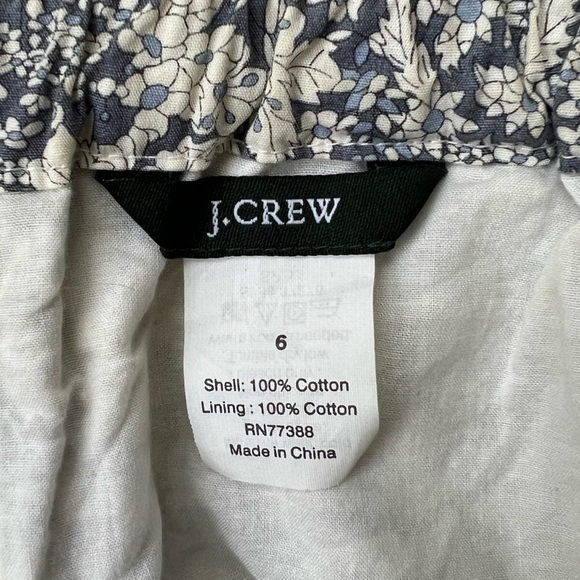 J.CREW
6
Shell: 100% Cotton
Lining : 100% Cotton
RN77388
Made in China